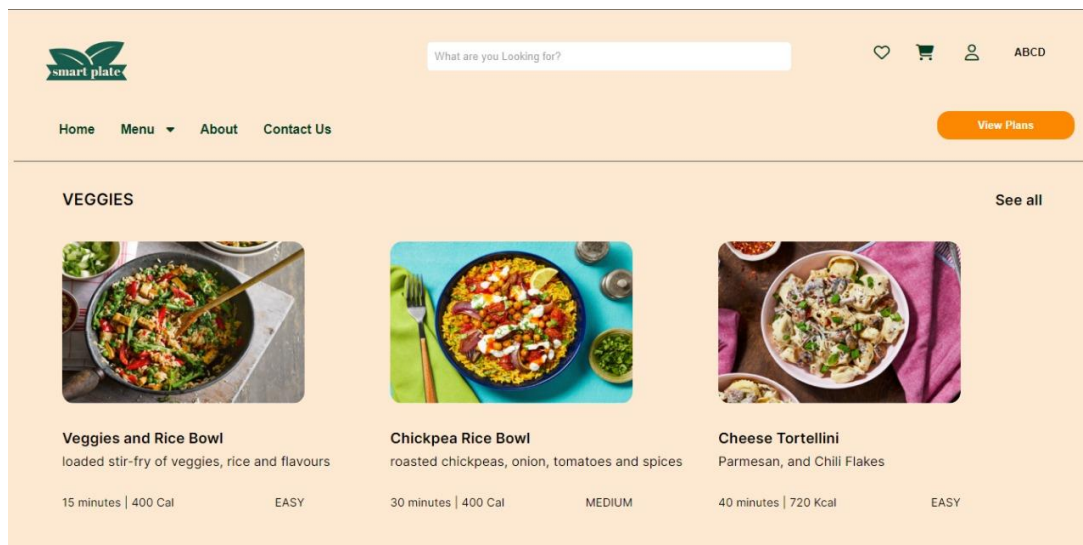 smart plate
What are you Looking for?
ABCD
Home Menu About Contact Us
View Plans
VEGGIES
See all
Veggies and Rice Bowl
loaded stir-fry of veggies, rice and flavours
15 minutes | 400 Cal EASY
Chickpea Rice Bowl
roasted chickpeas, onion, tomatoes and spices
30 minutes | 400 Cal MEDIUM
Cheese Tortellini
Parmesan, and Chili Flakes
40 minutes | 720 Kcal EASY